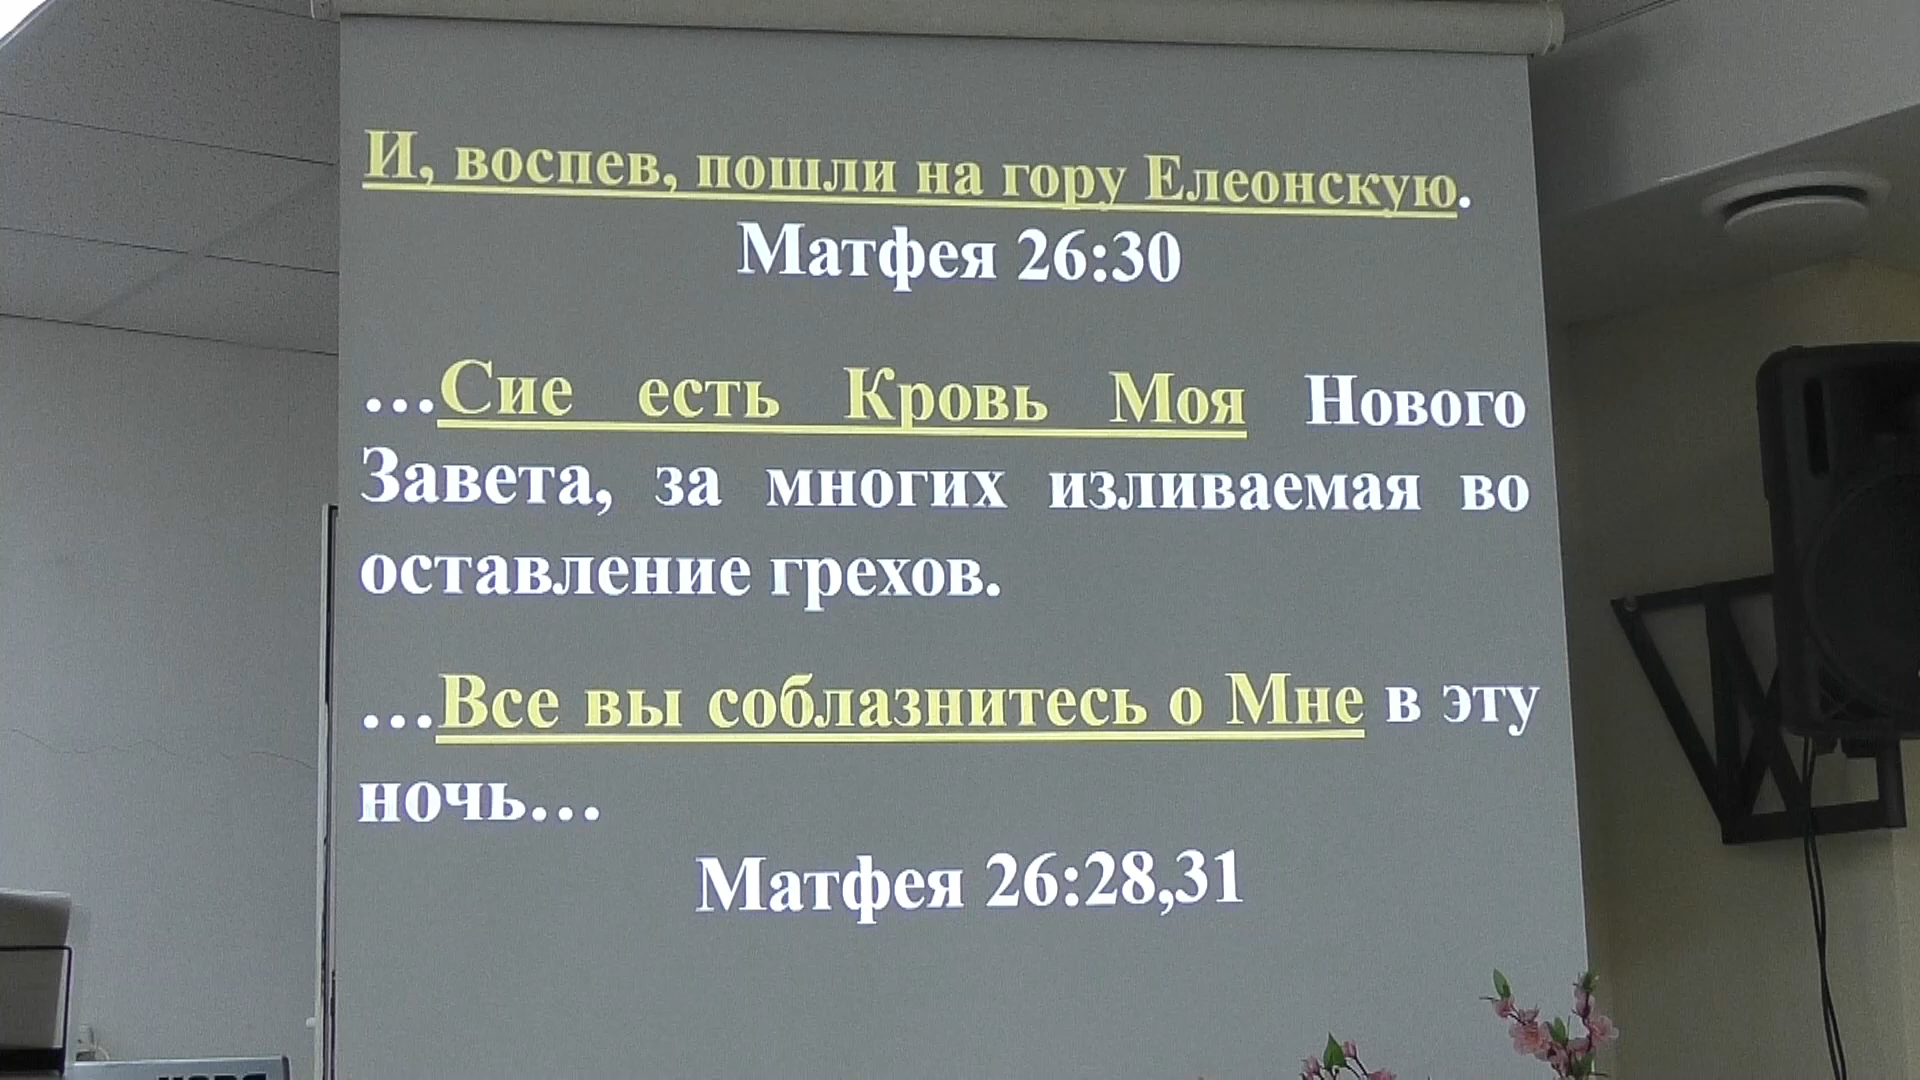 И, воспев, пошли на гору Елеонскую.
Матфея 26:30
…Сие есть Кровь Моя Нового
Завета, за многих изливаемая во
оставление грехов.
…Все вы соблазнитесь о Мне в эту
ночь…
Матфея 26:28,31